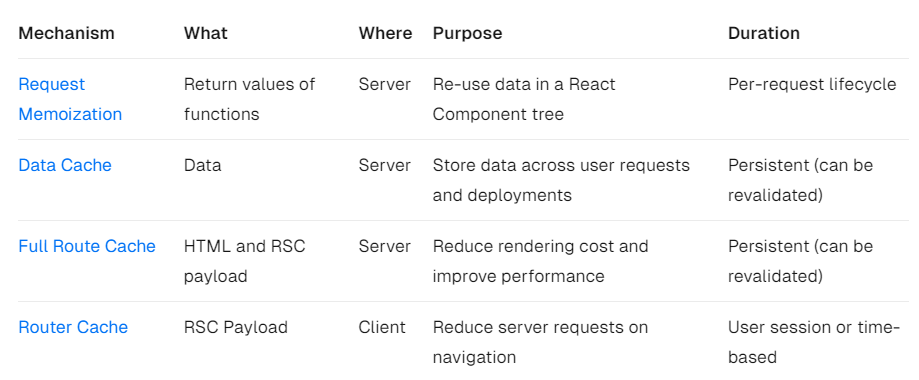 Mechanism What Where Purpose Duration
Request Return values of Server Re-use data in a React Per-request lifecycle
Memoization functions Component tree
Data Cache Data Server Store data across user requests Persistent (can be
and deployments revalidated)
Full Route Cache HTML and RSC Server Reduce rendering cost and Persistent (can be
payload improve performance revalidated)
Router Cache RSC Payload Client Reduce server requests on User session or time-
navigation based